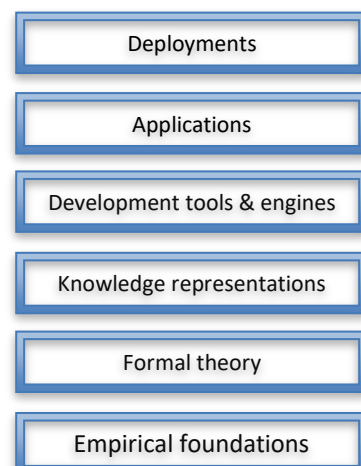 Deployments
Applications
Development tools & engines
Knowledge representations
Formal theory
Empirical foundations